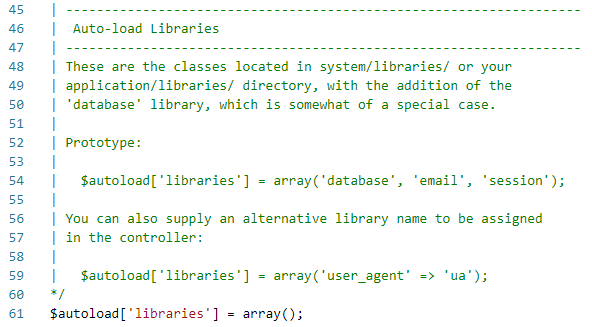 45 | -------------------------------------------------------------------
46 | Auto-load Libraries
47 | -------------------------------------------------------------------
48 | These are the classes located in system/libraries/ or your
49 | application/libraries/ directory, with the addition of the
50 | 'database' library, which is somewhat of a special case.
51 |
52 | Prototype:
53 |
54 |   $autoload['libraries'] = array('database', 'email', 'session');
55 |
56 | You can also supply an alternative library name to be assigned
57 | in the controller:
58 |
59 |   $autoload['libraries'] = array('user_agent' => 'ua');
60 */
61 $autoload['libraries'] = array();